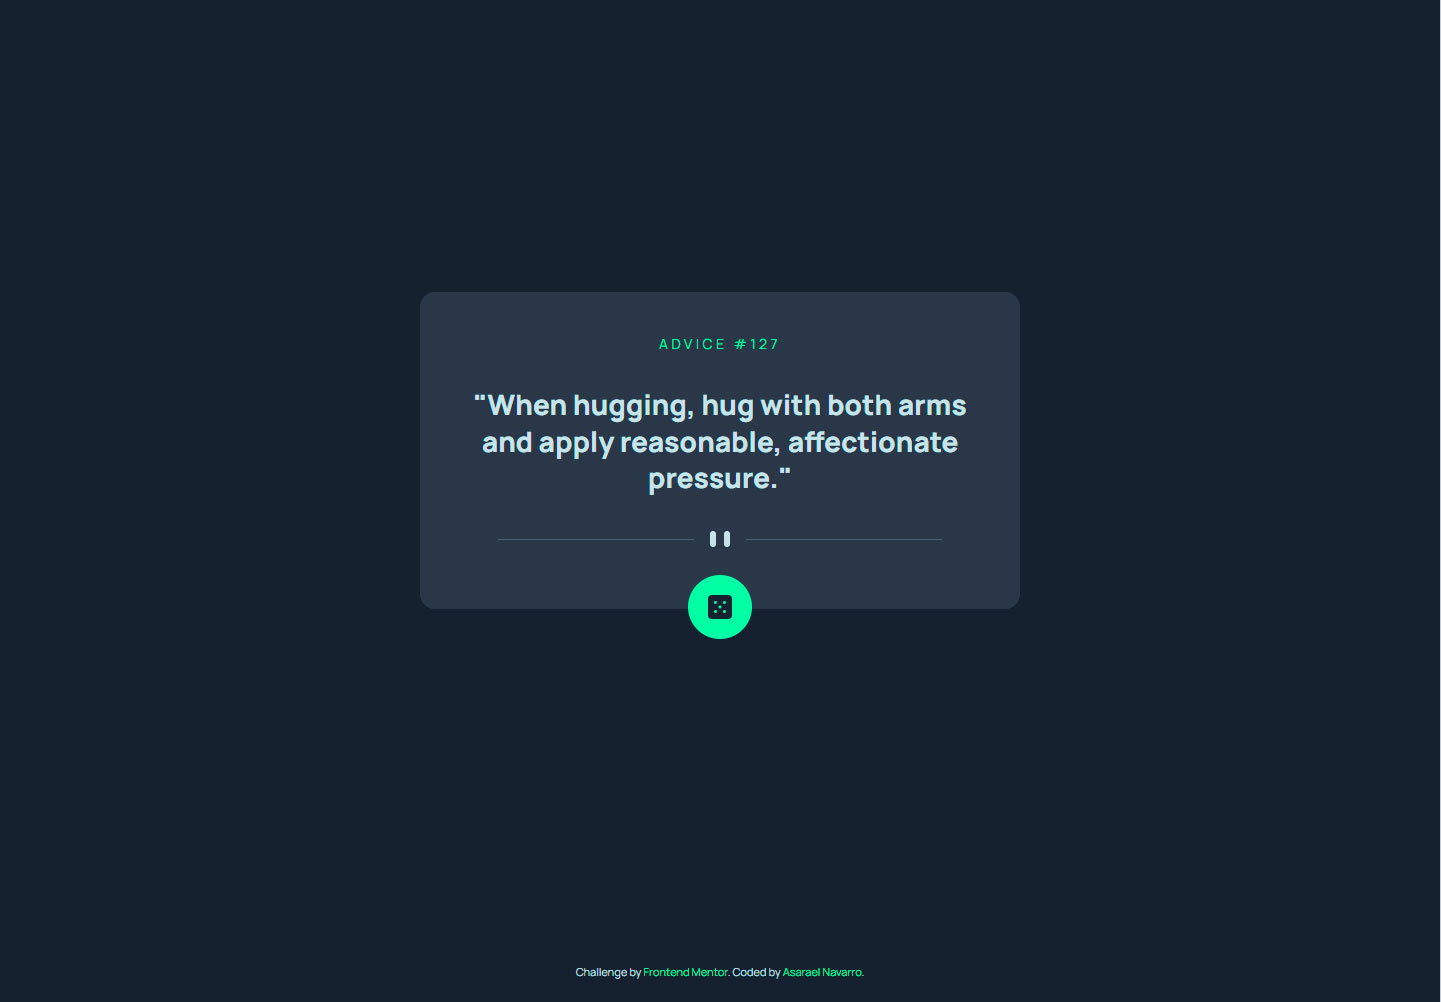 ADVICE #127
"When hugging, hug with both arms
and apply reasonable, affectionate
pressure."
Challenge by Frontend Mentor. Coded by Asarael Navarro.